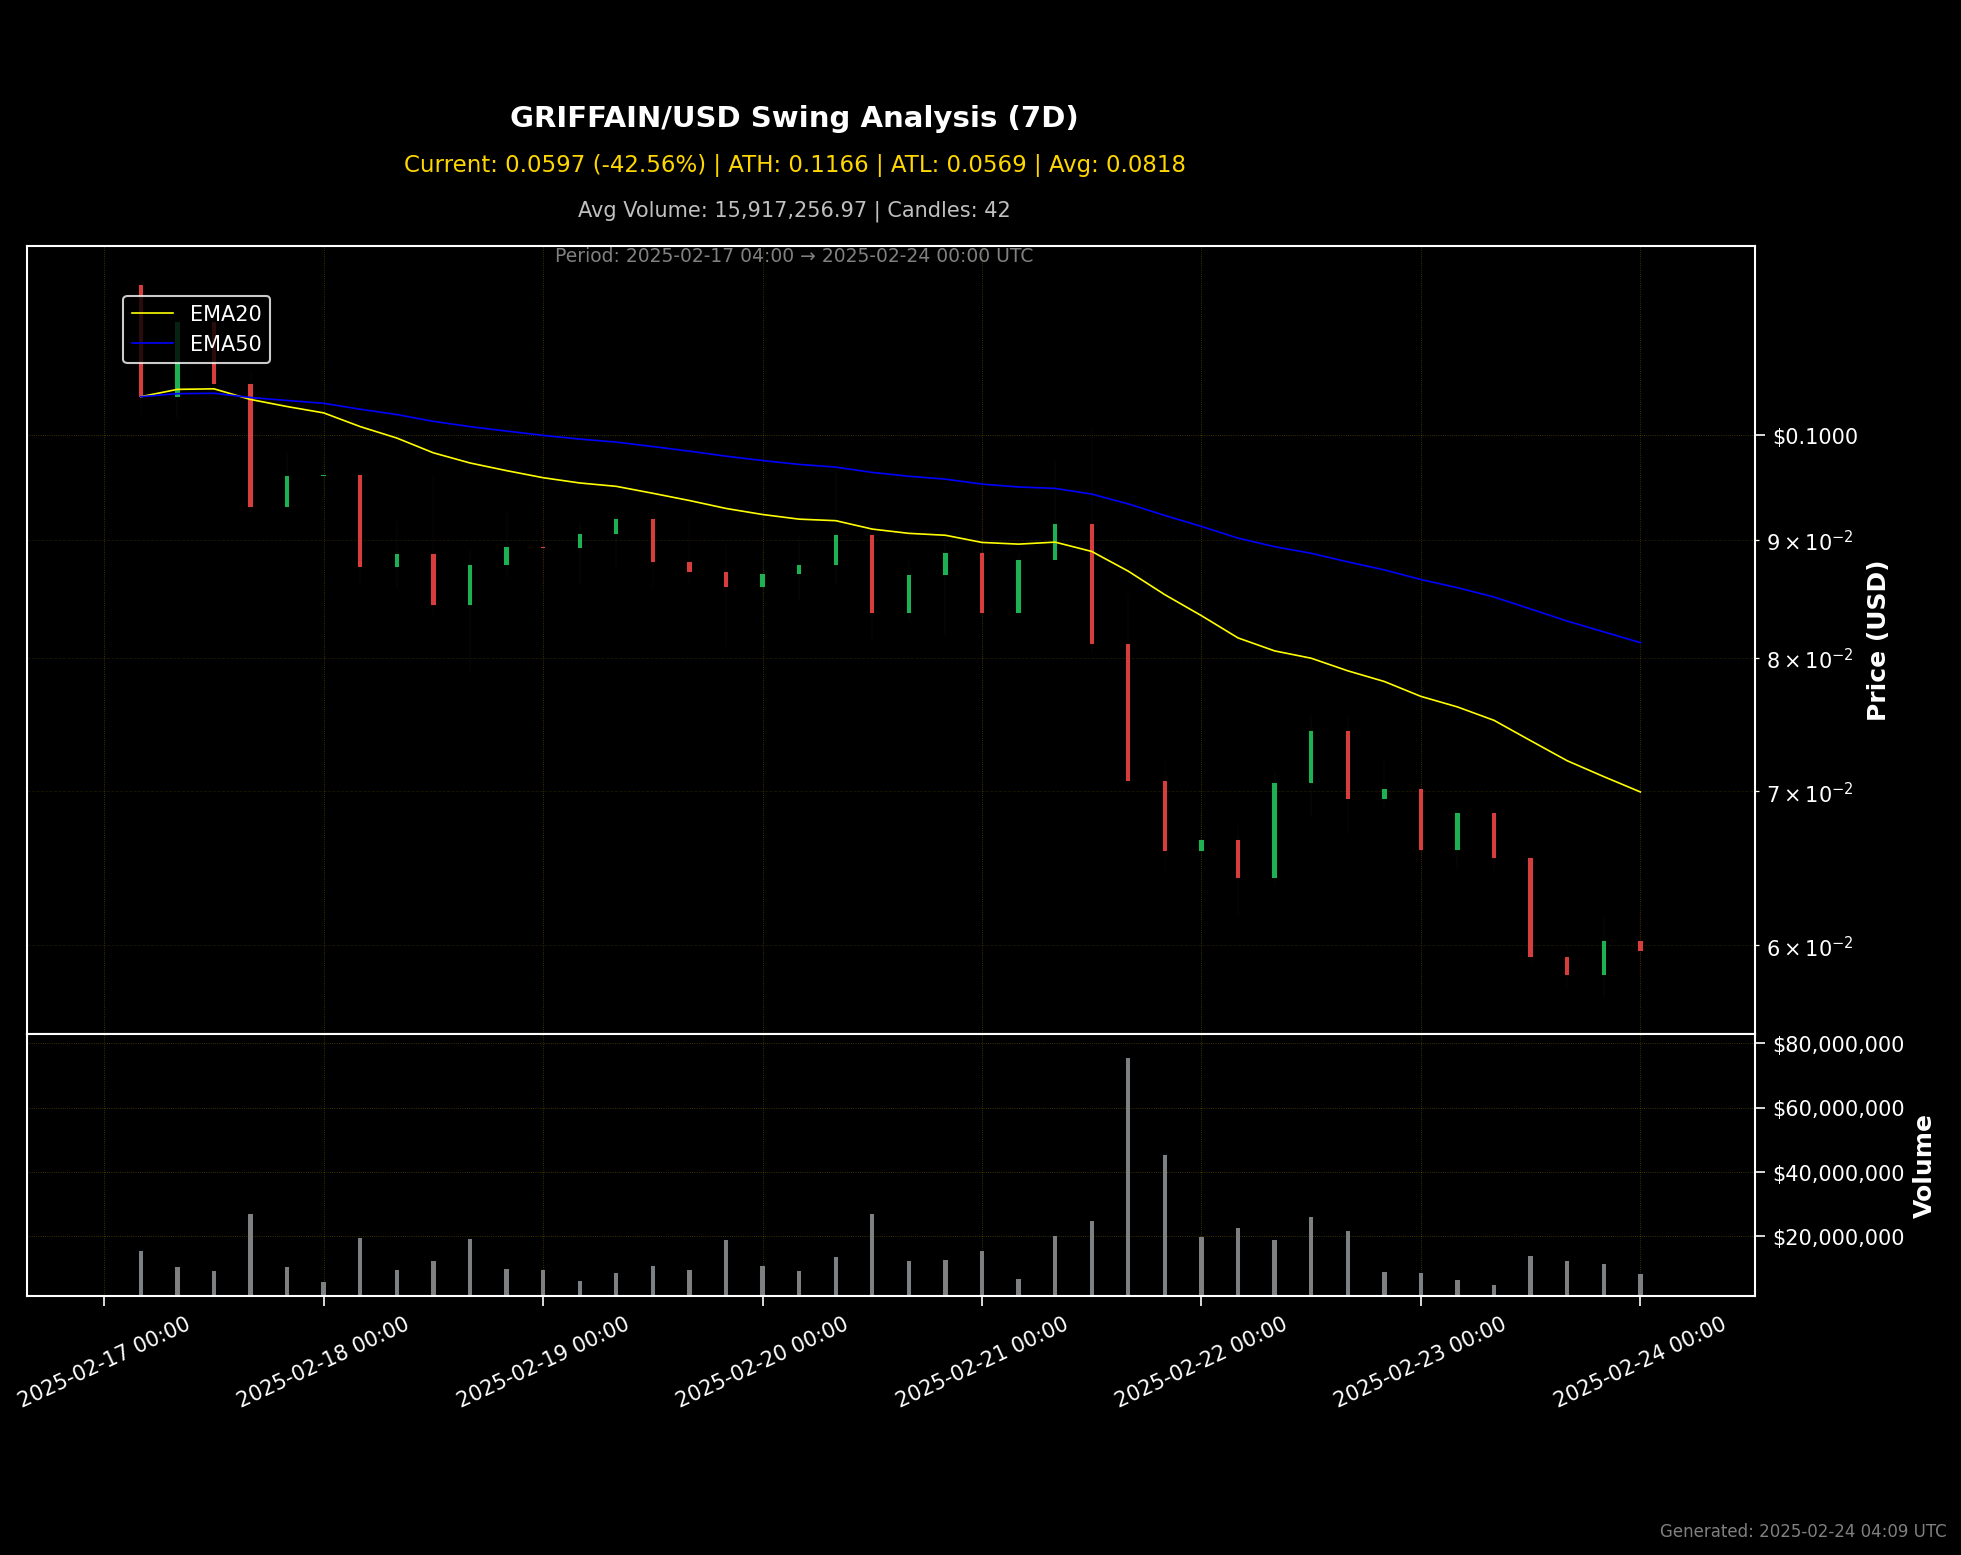 GRIFFAIN/USD Swing Analysis (7D)
Current: 0.0597 (-42.56%) | ATH: 0.1166 | ATL: 0.0569 | Avg: 0.0818
Avg Volume: 15,917,256.97 | Candles: 42
Period: 2025-02-17 04:00 → 2025-02-24 00:00 UTC
EMA20
EMA50
$0.1000
9 × 10⁻²
8 × 10⁻²
7 × 10⁻²
6 × 10⁻²
Price (USD)
$80,000,000
$60,000,000
$40,000,000
$20,000,000
Volume
2025-02-17 00:00
2025-02-18 00:00
2025-02-19 00:00
2025-02-20 00:00
2025-02-21 00:00
2025-02-22 00:00
2025-02-23 00:00
2025-02-24 00:00
Generated: 2025-02-24 04:09 UTC